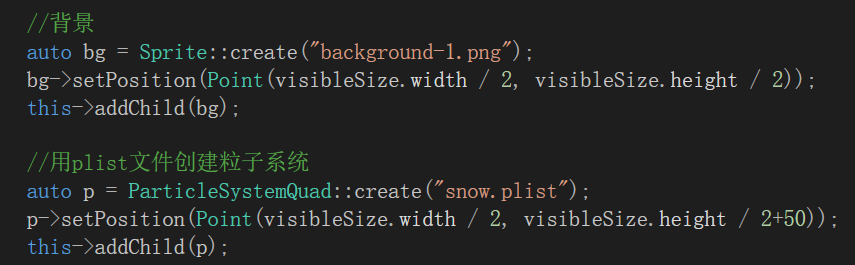 //背景
auto bg = Sprite::create("background-1.png");
bg->setPosition(Point(visibleSize.width / 2, visibleSize.height / 2));
this->addChild(bg);
//用plist文件创建粒子系统
auto p = ParticleSystemQuad::create("snow.plist");
p->setPosition(Point(visibleSize.width / 2, visibleSize.height / 2+50));
this->addChild(p);